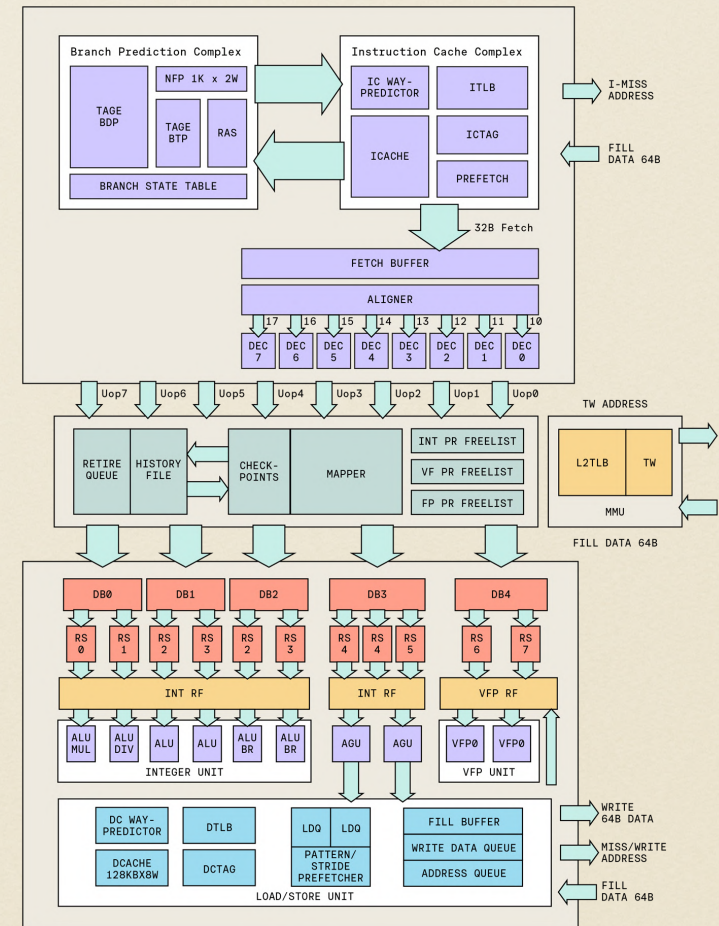 Branch Prediction Complex
Instruction Cache Complex
TAGE
BDP
NFP 1K x 2W
TAGE
BTP
RAS
BRANCH STATE TABLE
IC WAY-
PREDICTOR
ITLB
ICACHE
ICTAG
PREFETCH
I-MISS
ADDRESS
FILL
DATA 64B
32B Fetch
FETCH BUFFER
ALIGNER
17 16 15 14 13 12 11 10
DEC
7
DEC
6
DEC
5
DEC
4
DEC
3
DEC
2
DEC
1
DEC
0
Uop7 Uop6 Uop5 Uop4 Uop3 Uop2 Uop1 Uop0
RETIRE
QUEUE
HISTORY
FILE
CHECK-
POINTS
MAPPER
INT PR FREELIST
VF PR FREELIST
FP PR FREELIST
TW ADDRESS
L2TLB
TW
MMU
FILL DATA 64B
DB0
DB1
DB2
DB3
DB4
RS
0
RS
1
RS
2
RS
3
RS
2
RS
3
RS
4
RS
4
RS
5
RS
6
RS
7
INT RF
INT RF
VFP RF
ALU
MUL
ALU
DIV
ALU
ALU
ALU
BR
ALU
BR
INTEGER UNIT
AGU
AGU
VFP0
VFP0
VFP UNIT
DC WAY-
PREDICTOR
DTLB
DCACHE
128KBX8W
DCTAG
LDQ
LDQ
PATTERN/
STRIDE
PREFETCHER
FILL BUFFER
WRITE DATA QUEUE
ADDRESS QUEUE
LOAD/STORE UNIT
WRITE
64B DATA
MISS/WRITE
ADDRESS
FILL
DATA 64B